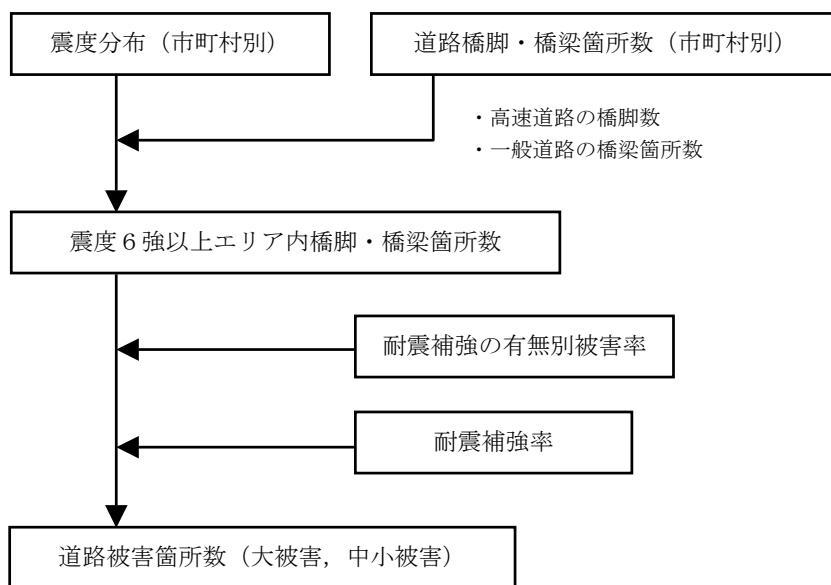 震度分布（市町村別）
道路橋脚・橋梁箇所数（市町村別）
・高速道路の橋脚数
・一般道路の橋梁箇所数
震度６強以上エリア内橋脚・橋梁箇所数
耐震補強の有無別被害率
耐震補強率
道路被害箇所数（大被害，中小被害）